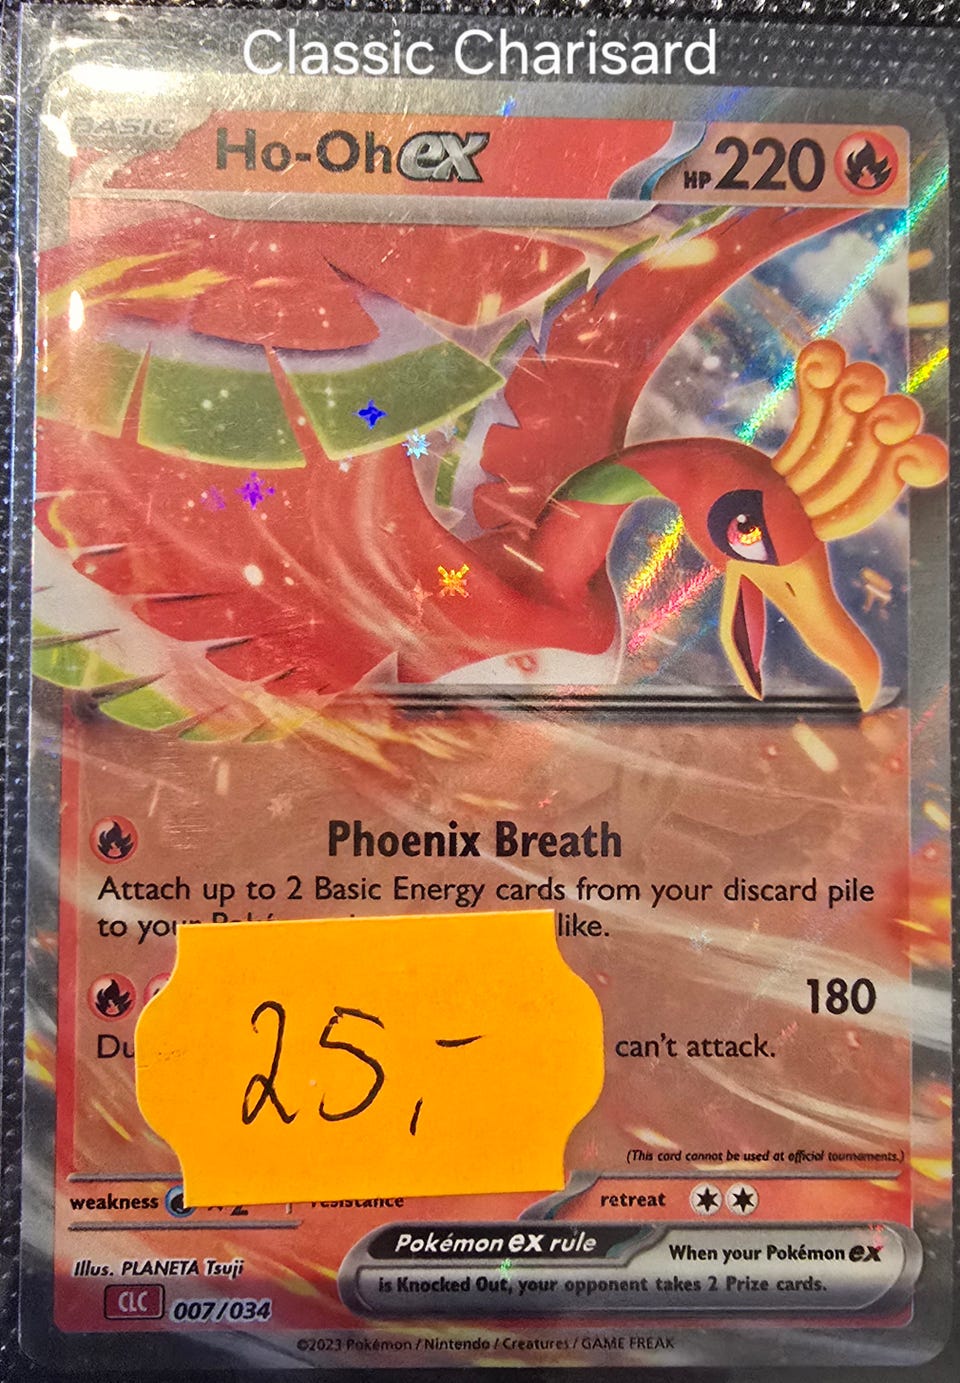 Classic Charisard
BASIC Ho-Oh ex HP 220
Phoenix Breath
Attach up to 2 Basic Energy cards from your discard pile
to your like.
180
can't attack.
25,-
(This card cannot be used at official tournaments.)
weakness ×2 resistance retreat
Pokémon ex rule When your Pokémon ex
is Knocked Out, your opponent takes 2 Prize cards.
Illus. PLANETA Tsuji
CLC 007/034
©2023 Pokémon / Nintendo / Creatures / GAME FREAK